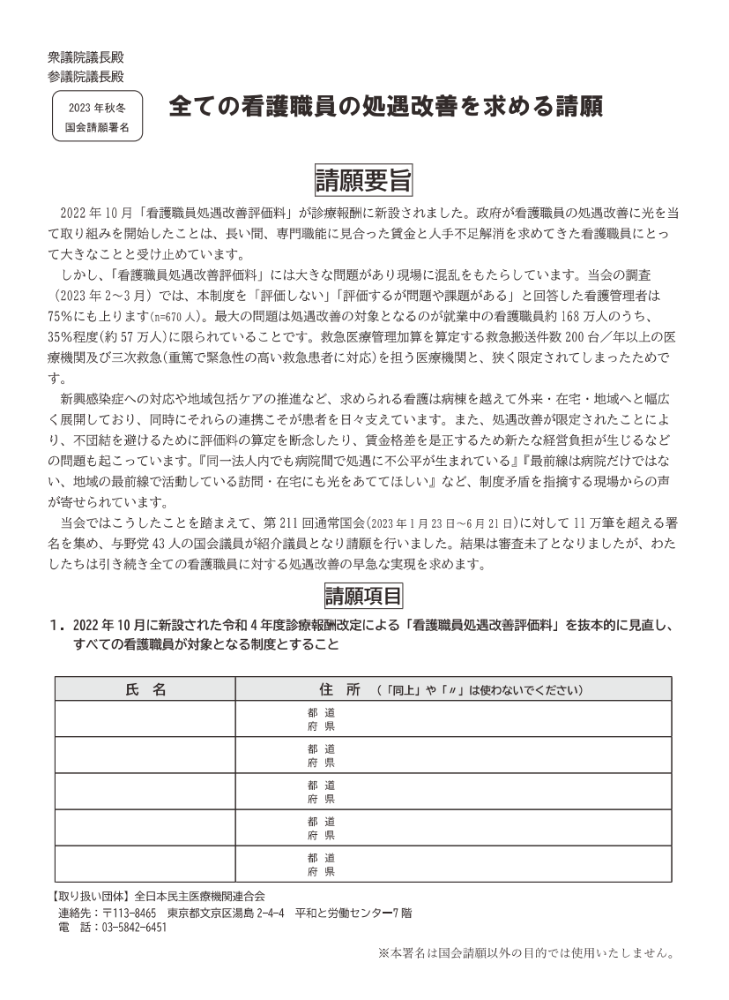 衆議院議長殿
参議院議長殿
2023 年秋冬
国会請願署名
全ての看護職員の処遇改善を求める請願
請願要旨
2022 年 10 月「看護職員処遇改善評価料」が診療報酬に新設されました。政府が看護職員の処遇改善に光を当
て取り組みを開始したことは、長い間、専門職能に見合った賃金と人手不足解消を求めてきた看護職員にとっ
て大きなことと受け止めています。
しかし、「看護職員処遇改善評価料」には大きな問題があり現場に混乱をもたらしています。当会の調査
（2023 年 2～3 月）では、本制度を「評価しない」「評価するが問題や課題がある」と回答した看護管理者は
75%にも上ります(n=670 人)。最大の問題は処遇改善の対象となるのが就業中の看護職員約 168 万人のうち、
35%程度(約 57 万人)に限られていることです。救急医療管理加算を算定する救急搬送件数 200 台／年以上の医
療機関及び三次救急(重篤で緊急性の高い救急患者に対応)を担う医療機関と、狭く限定されてしまったためで
す。
新興感染症への対応や地域包括ケアの推進など、求められる看護は病棟を越えて外来・在宅・地域へと幅広
く展開しており、同時にそれらの連携こそが患者を日々支えています。また、処遇改善が限定されたことによ
り、不団結を避けるために評価料の算定を断念したり、賃金格差を是正するため新たな経営負担が生じるなど
の問題も起こっています。『同一法人内でも病院間で処遇に不公平が生まれている』『最前線は病院だけではな
い、地域の最前線で活動している訪問・在宅にも光をあててほしい』など、制度矛盾を指摘する現場からの声
が寄せられています。
当会ではこうしたことを踏まえて、第 211 回通常国会(2023 年 1 月 23 日～6 月 21 日)に対して 11 万筆を超える署
名を集め、与野党 43 人の国会議員が紹介議員となり請願を行いました。結果は審査未了となりましたが、わた
したちは引き続き全ての看護職員に対する処遇改善の早急な実現を求めます。
請願項目
１．2022 年 10 月に新設された令和 4 年度診療報酬改定による「看護職員処遇改善評価料」を抜本的に見直し、
すべての看護職員が対象となる制度とすること
氏　名　住　所　（「同上」や「〃」は使わないでください）
都 道
府 県
都 道
府 県
都 道
府 県
都 道
府 県
都 道
府 県
【取り扱い団体】全日本民主医療機関連合会
連絡先：〒113-8465　東京都文京区湯島 2-4-4　平和と労働センター7 階
電　話：03-5842-6451
※本署名は国会請願以外の目的では使用いたしません。